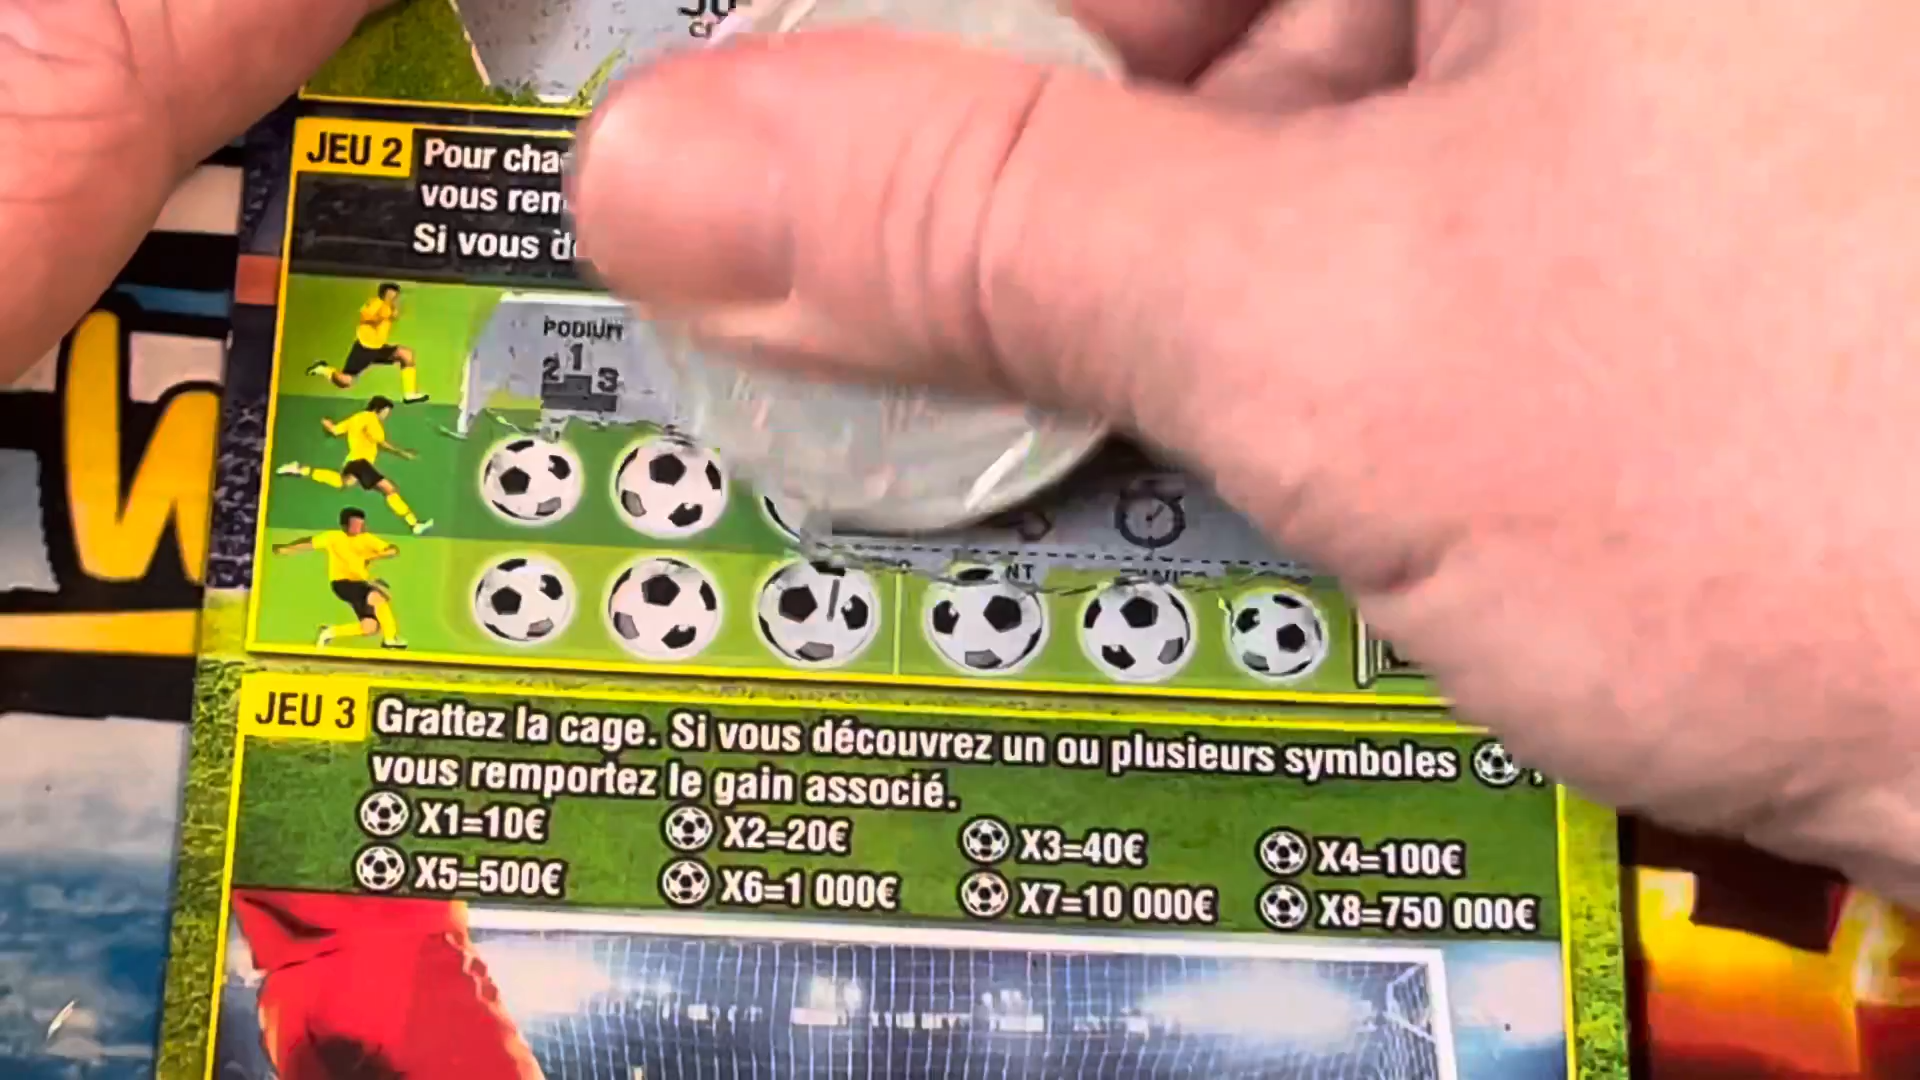 JEU 2
Pour cha
vous rem
Si vous d
PODIUM
2 1 3
NT
JEU 3
Grattez la cage. Si vous découvrez un ou plusieurs symboles ,
vous remportez le gain associé.
X1=10€ X2=20€ X3=40€ X4=100€
X5=500€ X6=1 000€ X7=10 000€ X8=750 000€